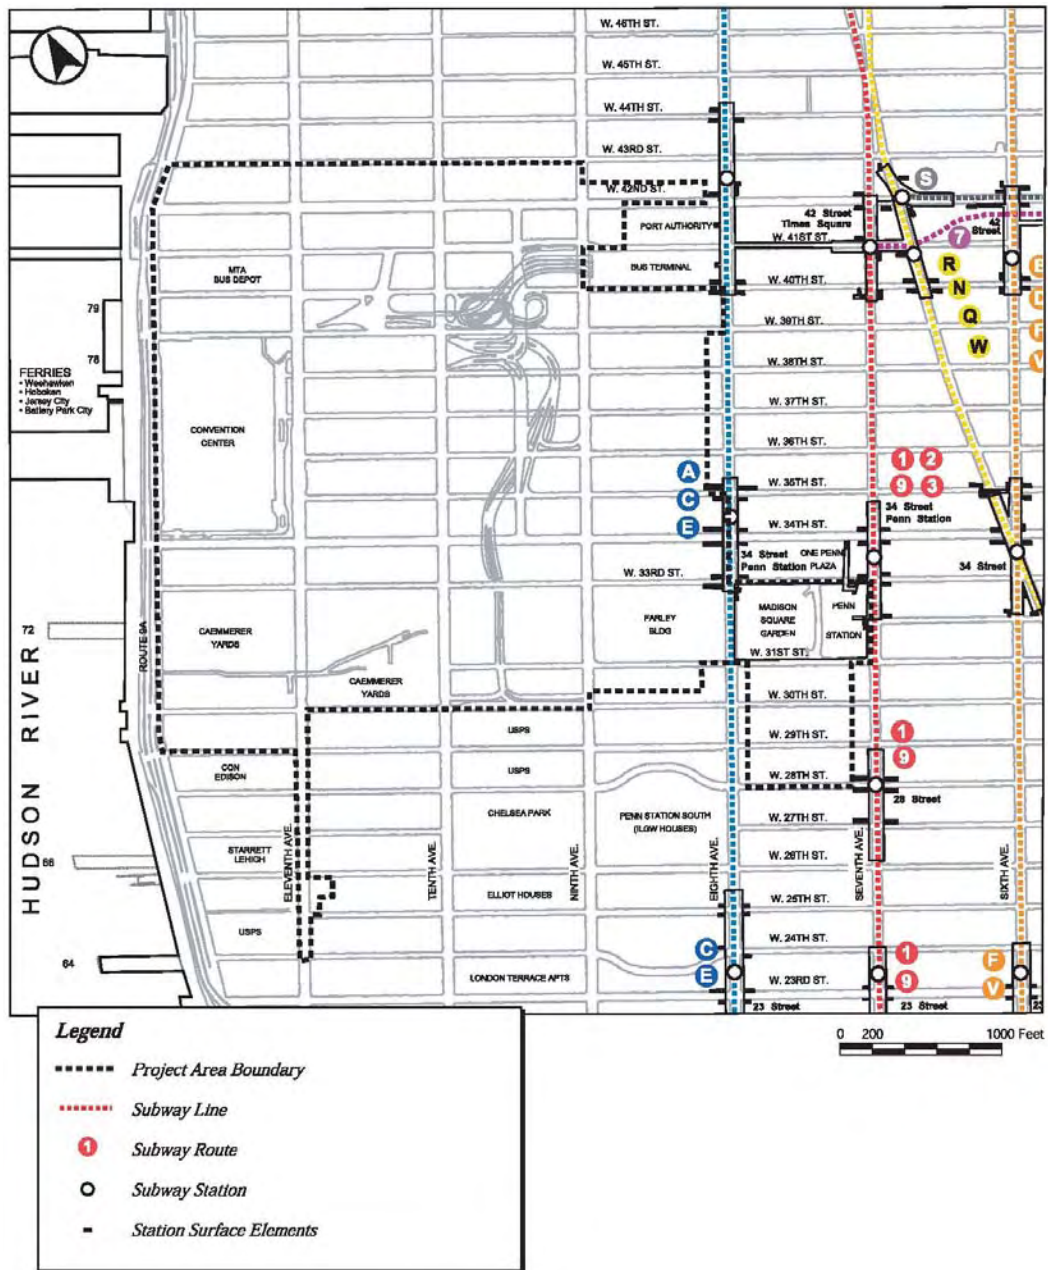 W. 46TH ST.
W. 45TH ST.
W. 44TH ST.
W. 43RD ST.
W. 42ND ST.
S
42 Street
Times Square
42
Street
PORT AUTHORITY
W. 41ST ST.
7
MTA
BUS DEPOT
BUS TERMINAL
W. 40TH ST.
R
N
Q
W
79
78
W. 39TH ST.
W. 38TH ST.
FERRIES
• Weehawken
• Hoboken
• Jersey City
• Battery Park City
W. 37TH ST.
CONVENTION
CENTER
W. 36TH ST.
A
C
E
W. 35TH ST.
1 2
9 3
34 Street
Penn Station
W. 34TH ST.
34 Street
Penn Station
ONE PENN
PLAZA
34 Street
W. 33RD ST.
72
ROUTE 9A
CAEMMERER
YARDS
FARLEY
BLDG
MADISON
SQUARE
GARDEN
PENN
STATION
W. 31ST ST.
CAEMMERER
YARDS
W. 30TH ST.
HUDSON RIVER
USPS
W. 29TH ST.
1
9
CON
EDISON
USPS
W. 28TH ST.
28 Street
CHELSEA PARK
PENN STATION SOUTH
(ILGW HOUSES)
W. 27TH ST.
66
STARRETT
LEHIGH
ELEVENTH AVE.
TENTH AVE.
NINTH AVE.
EIGHTH AVE.
SEVENTH AVE.
SIXTH AVE.
W. 26TH ST.
ELLIOT HOUSES
W. 25TH ST.
USPS
W. 24TH ST.
64
LONDON TERRACE APTS
C
E
W. 23RD ST.
1
9
F
V
23 Street
23 Street
23
Legend
Project Area Boundary
Subway Line
1
Subway Route
Subway Station
Station Surface Elements
0 200 1000 Feet